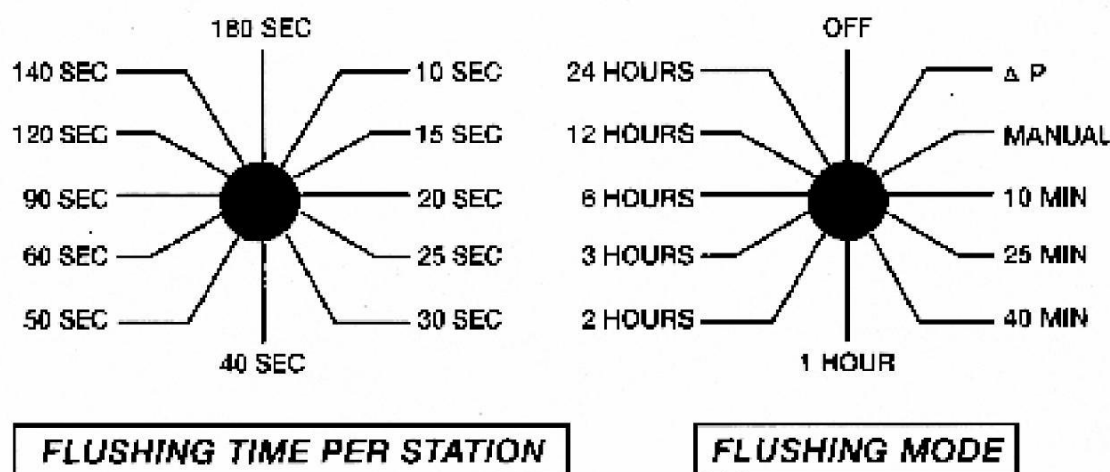 180 SEC
140 SEC
10 SEC
120 SEC
15 SEC
90 SEC
20 SEC
60 SEC
25 SEC
50 SEC
30 SEC
40 SEC
FLUSHING TIME PER STATION
OFF
24 HOURS
Δ P
12 HOURS
MANUAL
6 HOURS
10 MIN
3 HOURS
25 MIN
2 HOURS
40 MIN
1 HOUR
FLUSHING MODE